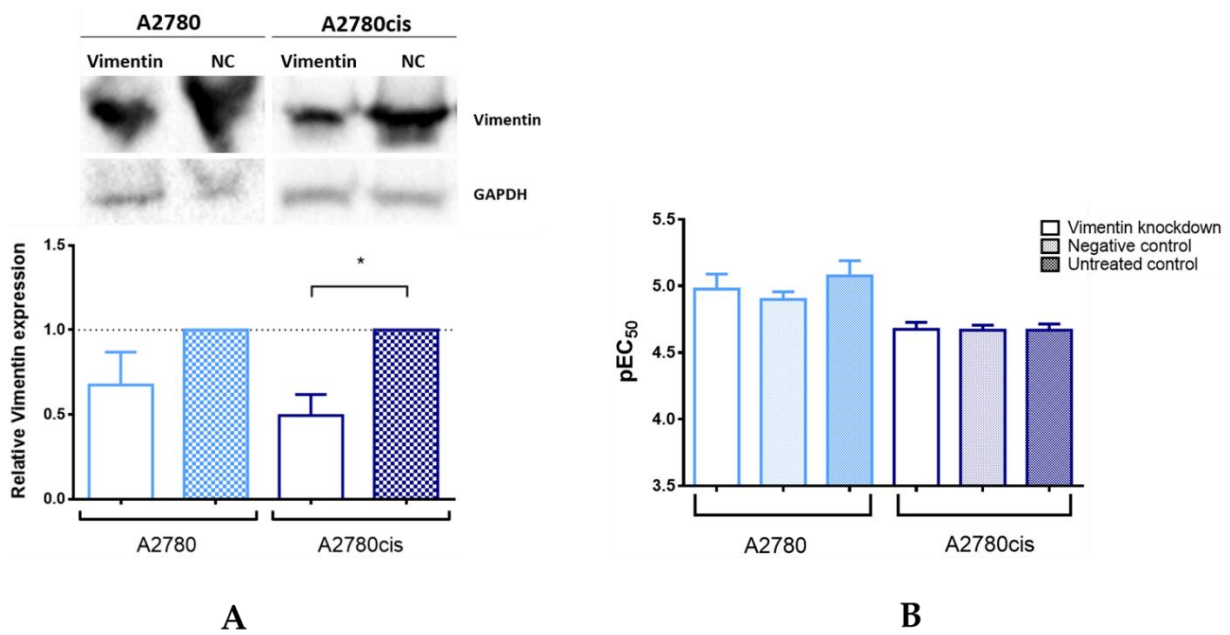 A2780 A2780cis
Vimentin NC Vimentin NC
Vimentin
GAPDH
Relative Vimentin expression
1.5
1.0
0.5
0.0
*
A2780 A2780cis
A
pEC50
5.5
5.0
4.5
4.0
3.5
Vimentin knockdown
Negative control
Untreated control
A2780 A2780cis
B